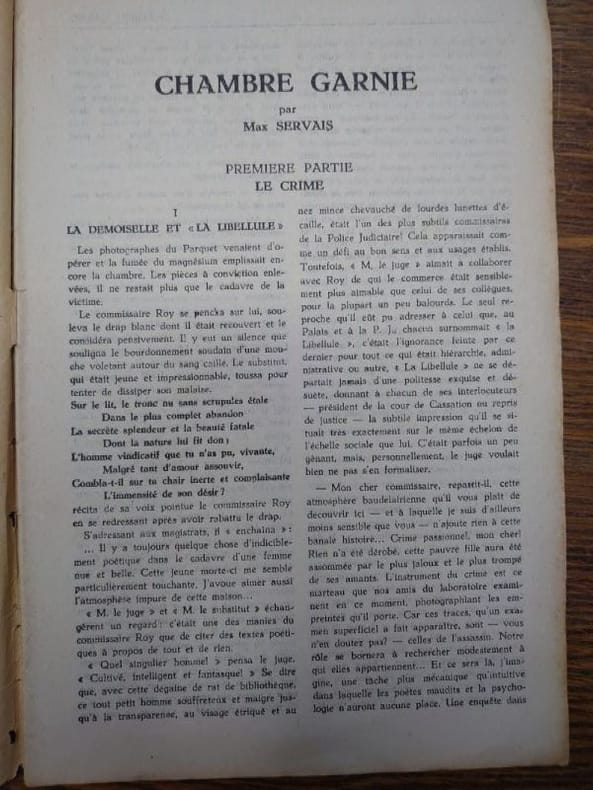 CHAMBRE GARNIE
par
Max SERVAIS
PREMIERE PARTIE
LE CRIME
I
LA DEMOISELLE ET « LA LIBELLULE »
Les photographes du Parquet venaient d'o-
pérer et la fumée du magnésium emplissait en-
core la chambre. Les pièces à conviction enle-
vées, il ne restait plus que le cadavre de la
victime.
Le commissaire Roy se pencha sur lui, sou-
leva le drap blanc dont il était recouvert et le
considéra pensivement. Il y eut un silence que
souligna le bourdonnement soudain d'une mou-
che voletant autour du sang caillé. Le substitut,
qui était jeune et impressionnable, toussa pour
tenter de dissiper son malaise.
Sur le lit, le tronc nu sans scrupules étale
Dans le plus complet abandon
La secrète splendeur et la beauté fatale
Dont la nature lui fit don ;
L'homme vindicatif que tu n'as pu, vivante,
Malgré tant d'amour assouvir,
Combla-t-il sur ta chair inerte et complaisante
L'immensité de son désir ?
récita de sa voix pointue le commissaire Roy
en se redressant après avoir rabattu le drap.
S'adressant aux magistrats, il « enchaîna » :
... Il y a toujours quelque chose d'indicible-
ment poétique dans le cadavre d'une femme
nue et belle. Cette jeune morte-ci me semble
particulièrement touchante. J'avoue aimer aussi
l'atmosphère impure de cette maison...
« M. le juge » et « M. le substitut » échan-
gèrent un regard : c'était une des manies du
commissaire Roy que de citer des textes poéti-
ques à propos de tout et de rien.
« Quel singulier homme! » pensa le juge.
« Cultivé, intelligent et fantasque! » Se dire
que, avec cette dégaine de rat de bibliothèque,
ce tout petit homme souffreteux et maigre jus-
qu'à la transparence, au visage étriqué et au
nez mince chevauché de lourdes lunettes d'é-
caille, était l'un des plus subtils commissaires
de la Police Judiciaire! Cela apparaissait com-
me un défi au bon sens et aux usages établis.
Toutefois, « M. le juge » aimait à collaborer
avec Roy de qui le commerce était sensible-
ment plus aimable que celui de ses collègues,
pour la plupart un peu balourds. Le seul re-
proche qu'il eût pu adresser à celui que, au
Palais et à la P. J., chacun surnommait « la
Libellule », c'était l'ignorance feinte par ce
dernier pour tout ce qui était hiérarchie, admi-
nistrative ou autre, « La Libellule » ne se dé-
partait jamais d'une politesse exquise et dé-
suète, donnant à chacun de ses interlocuteurs
— président de la cour de Cassation ou repris
de justice — la subtile impression qu'il se si-
tuait très exactement sur le même échelon de
l'échelle sociale que lui. C'était parfois un peu
gênant, mais, personnellement, le juge voulait
bien ne pas s'en formaliser.
— Mon cher commissaire, repartit-il, cette
atmosphère baudelairienne qu'il vous plaît de
découvrir ici — et à laquelle je suis d'ailleurs
moins sensible que vous — n'ajoute rien à cette
banale histoire... Crime passionnel, mon cher!
Rien n'a été dérobé, cette pauvre fille aura été
assommée par le plus jaloux et le plus trompé
de ses amants. L'instrument du crime est ce
marteau que nos amis du laboratoire exami-
nent en ce moment, photographiant les em-
preintes qu'il porte. Car ces traces, qu'un exa-
men superficiel a fait apparaître, sont — vous
n'en doutez pas? — celles de l'assassin. Notre
rôle se bornera à rechercher modestement à
qui elles appartiennent... Et ce sera là, j'ima-
gine, une tâche plus mécanique qu'intuitive
dans laquelle les poètes maudits et la psycho-
logie n'auront aucune place. Une enquête dans